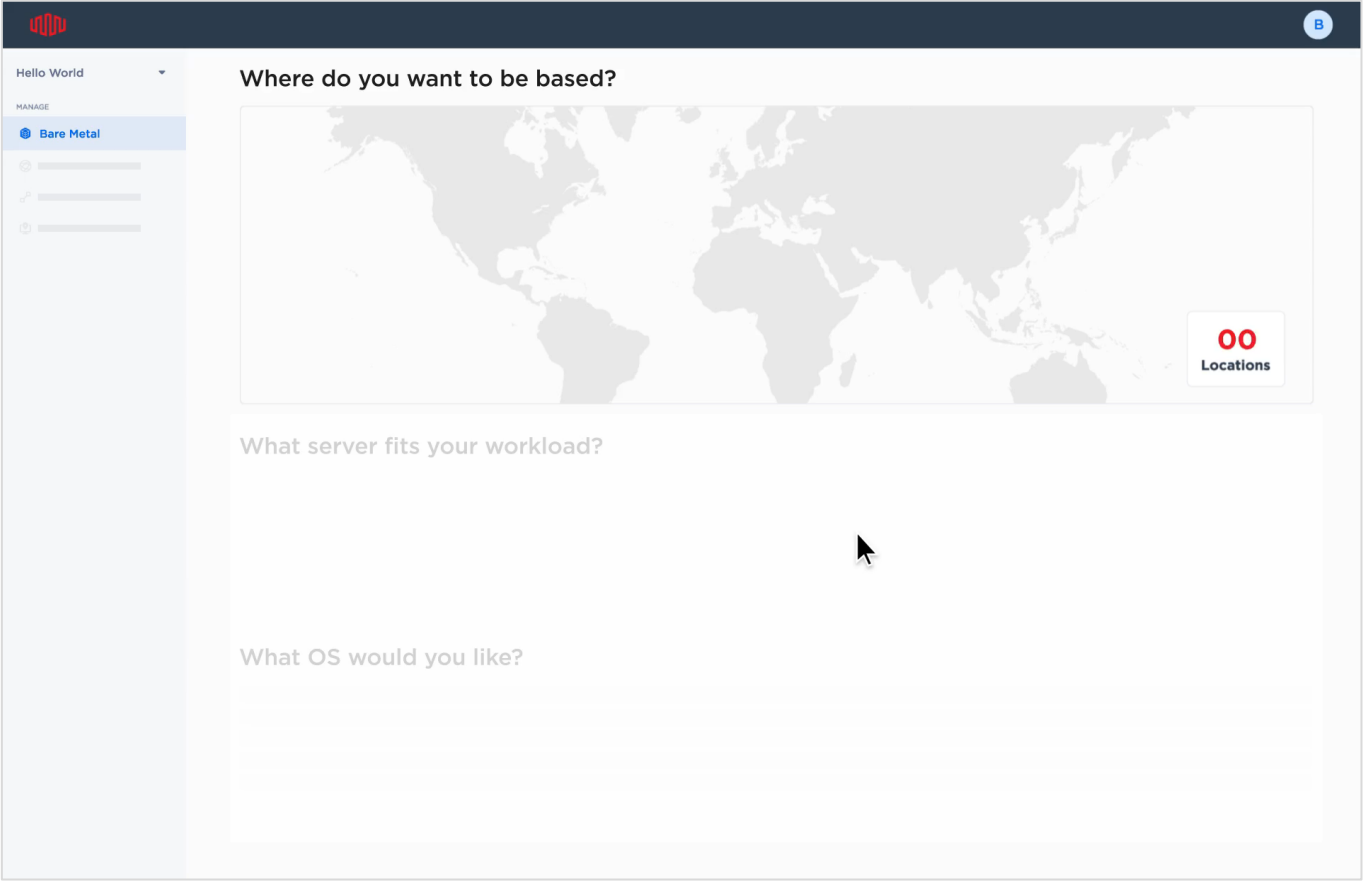 B
Hello World
MANAGE
Bare Metal
Where do you want to be based?
00
Locations
What server fits your workload?
What OS would you like?